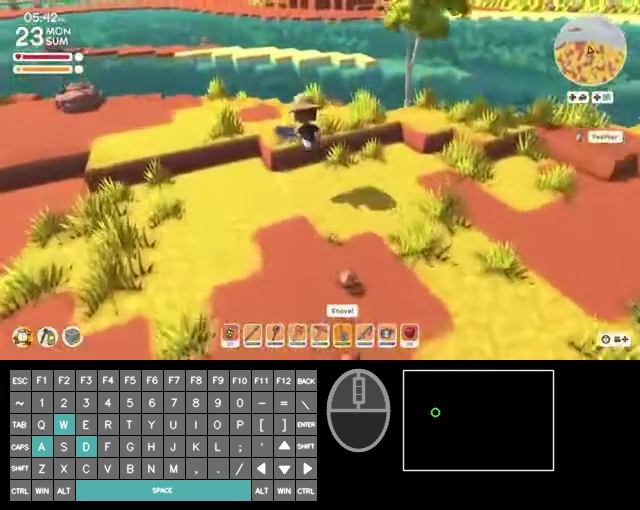 05:42
23 MON
SUM
Shovel
ESC F1 F2 F3 F4 F5 F6 F7 F8 F9 F10 F11 F12 BACK
~ 1 2 3 4 5 6 7 8 9 0 - = \
TAB Q W E R T Y U I O P [ ] ENTER
CAPS A S D F G H J K L ; ' SHIFT
SHIFT Z X C V B N M , . /
CTRL WIN ALT SPACE ALT WIN CTRL